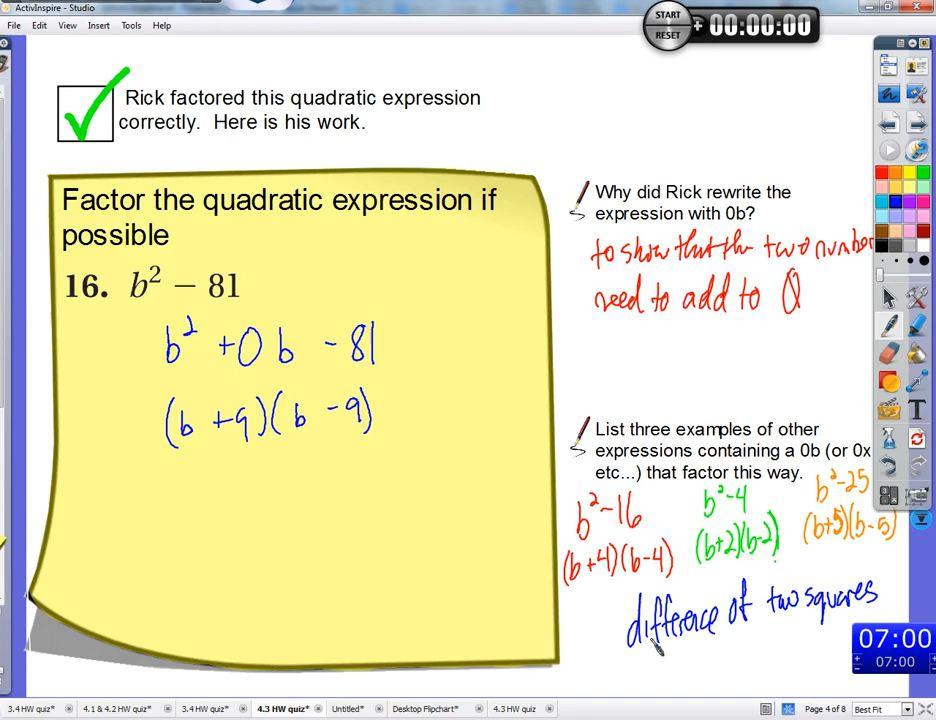 ActivInspire - Studio
File Edit View Insert Tools Help
START
RESET
00:00:00
Rick factored this quadratic expression
correctly. Here is his work.
Factor the quadratic expression if
possible
16. b² − 81
b² +0b -81
(b +9)(b -9)
Why did Rick rewrite the
expression with 0b?
to show that the two number
need to add to 0
List three examples of other
expressions containing a 0b (or 0x
etc...) that factor this way.
b²-16
(b+4)(b-4)
b²-4
(b+2)(b-2)
b²-25
(b+5)(b-5)
difference of two squares
07:00
07:00
3.4 HW quiz* 4.1 & 4.2 HW quiz* 3.4 HW quiz* 4.3 HW quiz* Untitled* Desktop Flipchart* 4.3 HW quiz
Page 4 of 8 Best Fit